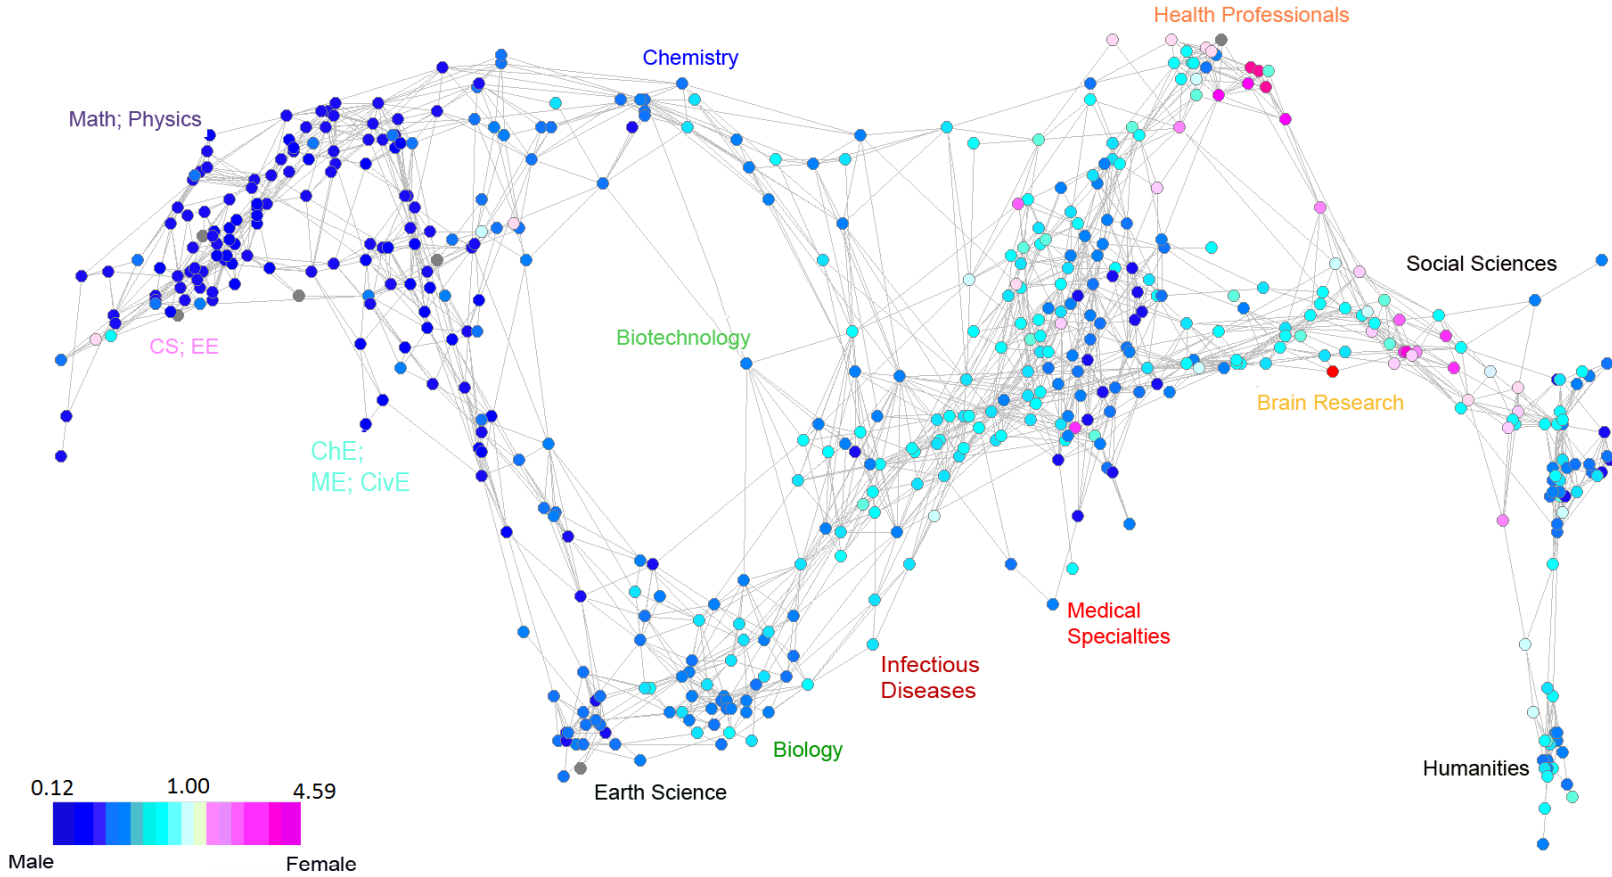 Health Professionals
Chemistry
Math; Physics
Social Sciences
Biotechnology
CS; EE
Brain Research
ChE;
ME; CivE
Medical
Specialties
Infectious
Diseases
Biology
Humanities
Earth Science
0.12 1.00 4.59
Male Female